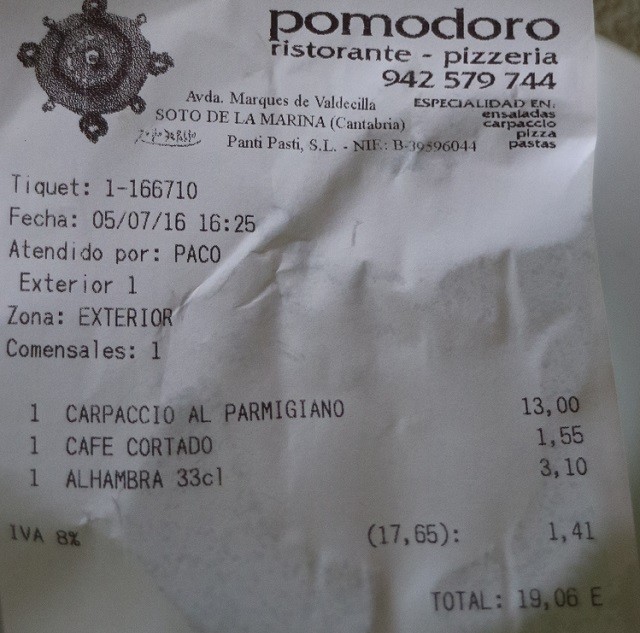 pomodoro
ristorante - pizzeria
942 579 744
Avda. Marques de Valdecilla
SOTO DE LA MARINA (Cantabria)
Panti Pasti, S.L. - NIF.: B-39596044
ESPECIALIDAD EN:
ensaladas
carpaccio
pizza
pastas
Tiquet: 1-166710
Fecha: 05/07/16 16:25
Atendido por: PACO
Exterior 1
Zona: EXTERIOR
Comensales: 1
1 CARPACCIO AL PARMIGIANO 13,00
1 CAFE CORTADO 1,55
1 ALHAMBRA 33cl 3,10
IVA 8% (17,65): 1,41
TOTAL: 19,06 E